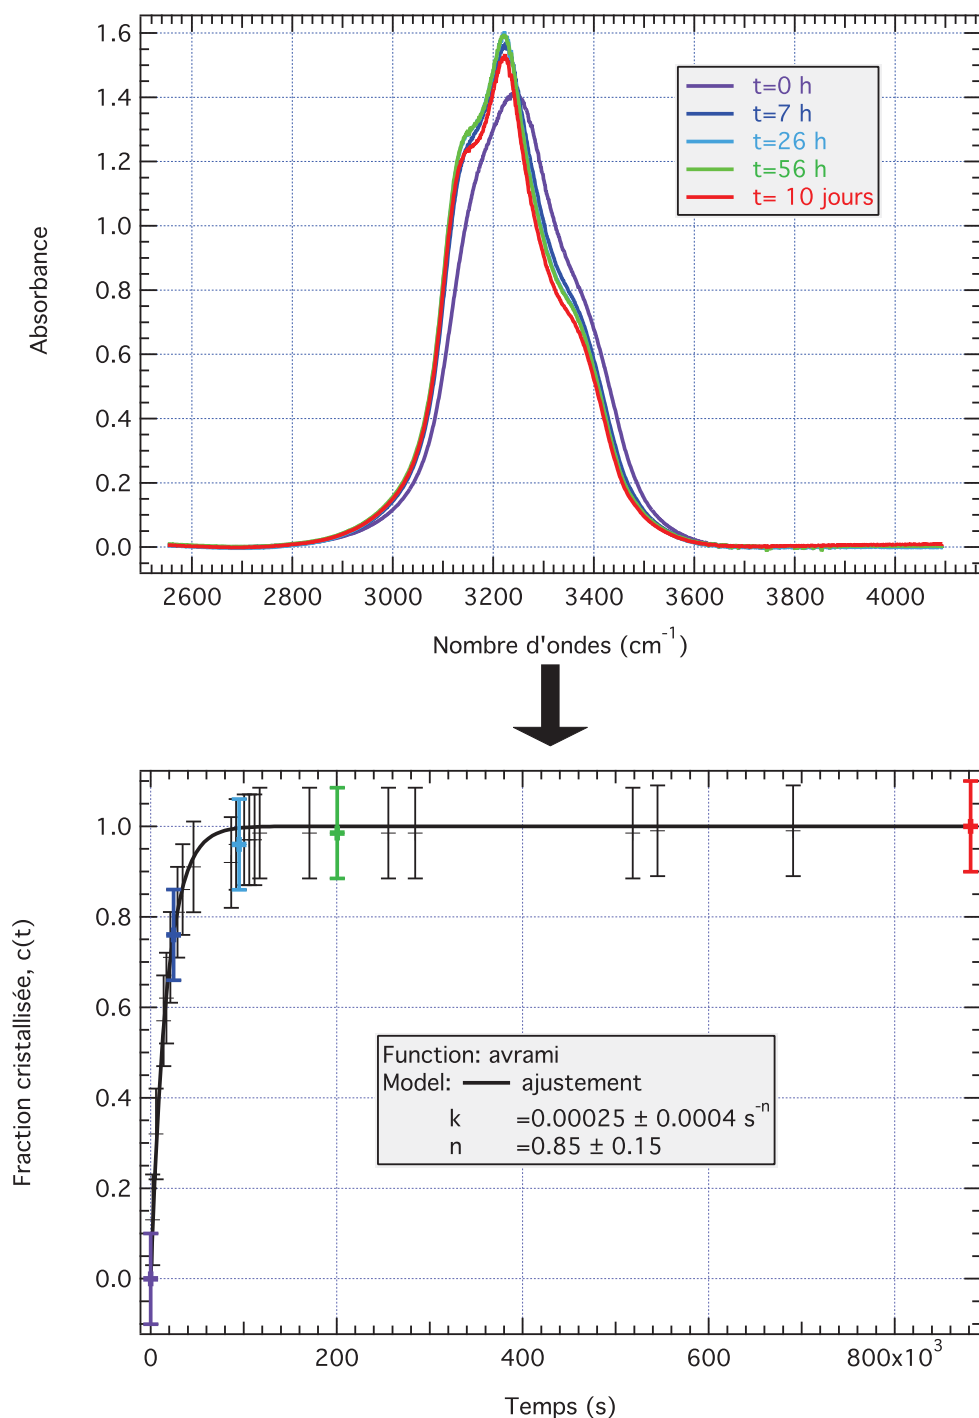 1.6
1.4
1.2
1.0
0.8
0.6
0.4
0.2
0.0
Absorbance
t=0 h
t=7 h
t=26 h
t=56 h
t= 10 jours
2600 2800 3000 3200 3400 3600 3800 4000
Nombre d'ondes (cm⁻¹)
1.0
0.8
0.6
0.4
0.2
0.0
Fraction cristallisée, c(t)
Function: avrami
Model: ajustement
k =0.00025 ± 0.0004 s⁻ⁿ
n =0.85 ± 0.15
0 200 400 600 800x10³
Temps (s)